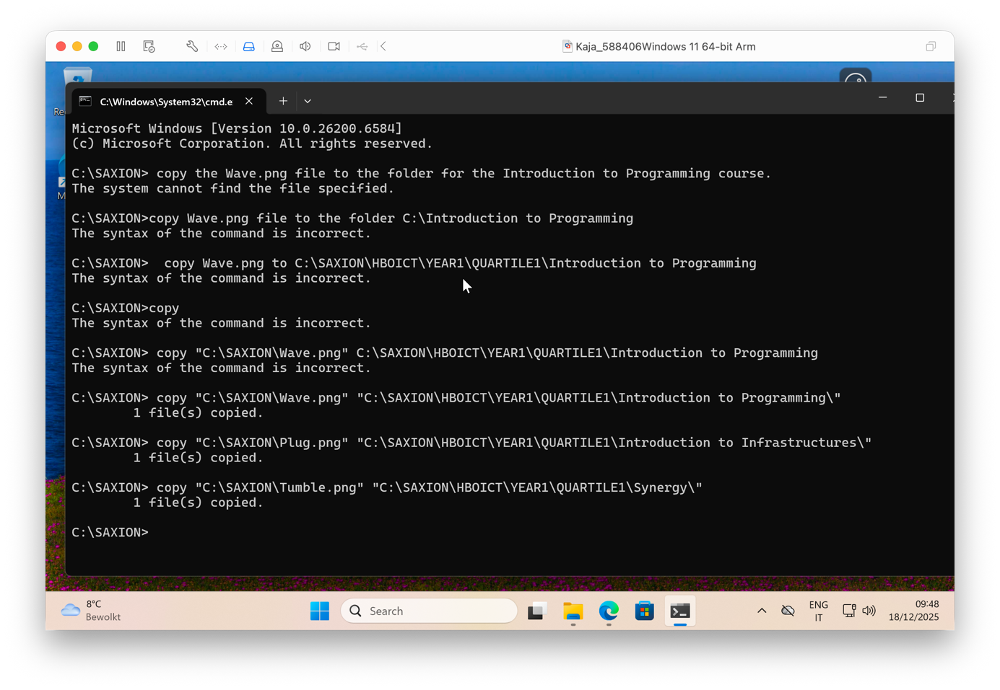 Kaja_588406Windows 11 64-bit Arm
C:\Windows\System32\cmd.e
Microsoft Windows [Version 10.0.26200.6584]
(c) Microsoft Corporation. All rights reserved.
C:\SAXION> copy the Wave.png file to the folder for the Introduction to Programming course.
The system cannot find the file specified.
C:\SAXION>copy Wave.png file to the folder C:\Introduction to Programming
The syntax of the command is incorrect.
C:\SAXION>  copy Wave.png to C:\SAXION\HBOICT\YEAR1\QUARTILE1\Introduction to Programming
The syntax of the command is incorrect.
C:\SAXION>copy
The syntax of the command is incorrect.
C:\SAXION> copy "C:\SAXION\Wave.png" C:\SAXION\HBOICT\YEAR1\QUARTILE1\Introduction to Programming
The syntax of the command is incorrect.
C:\SAXION> copy "C:\SAXION\Wave.png" "C:\SAXION\HBOICT\YEAR1\QUARTILE1\Introduction to Programming\"
1 file(s) copied.
C:\SAXION> copy "C:\SAXION\Plug.png" "C:\SAXION\HBOICT\YEAR1\QUARTILE1\Introduction to Infrastructures\"
1 file(s) copied.
C:\SAXION> copy "C:\SAXION\Tumble.png" "C:\SAXION\HBOICT\YEAR1\QUARTILE1\Synergy\"
1 file(s) copied.
C:\SAXION>
8°C
Bewolkt
Search
ENG
IT
09:48
18/12/2025